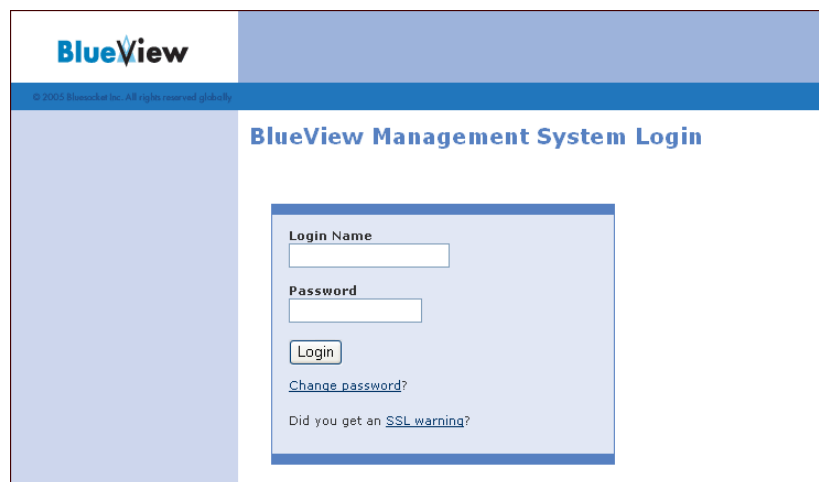 BlueView
© 2005 Bluesocket Inc. All rights reserved globally
BlueView Management System Login
Login Name
Password
Login
Change password?
Did you get an SSL warning?